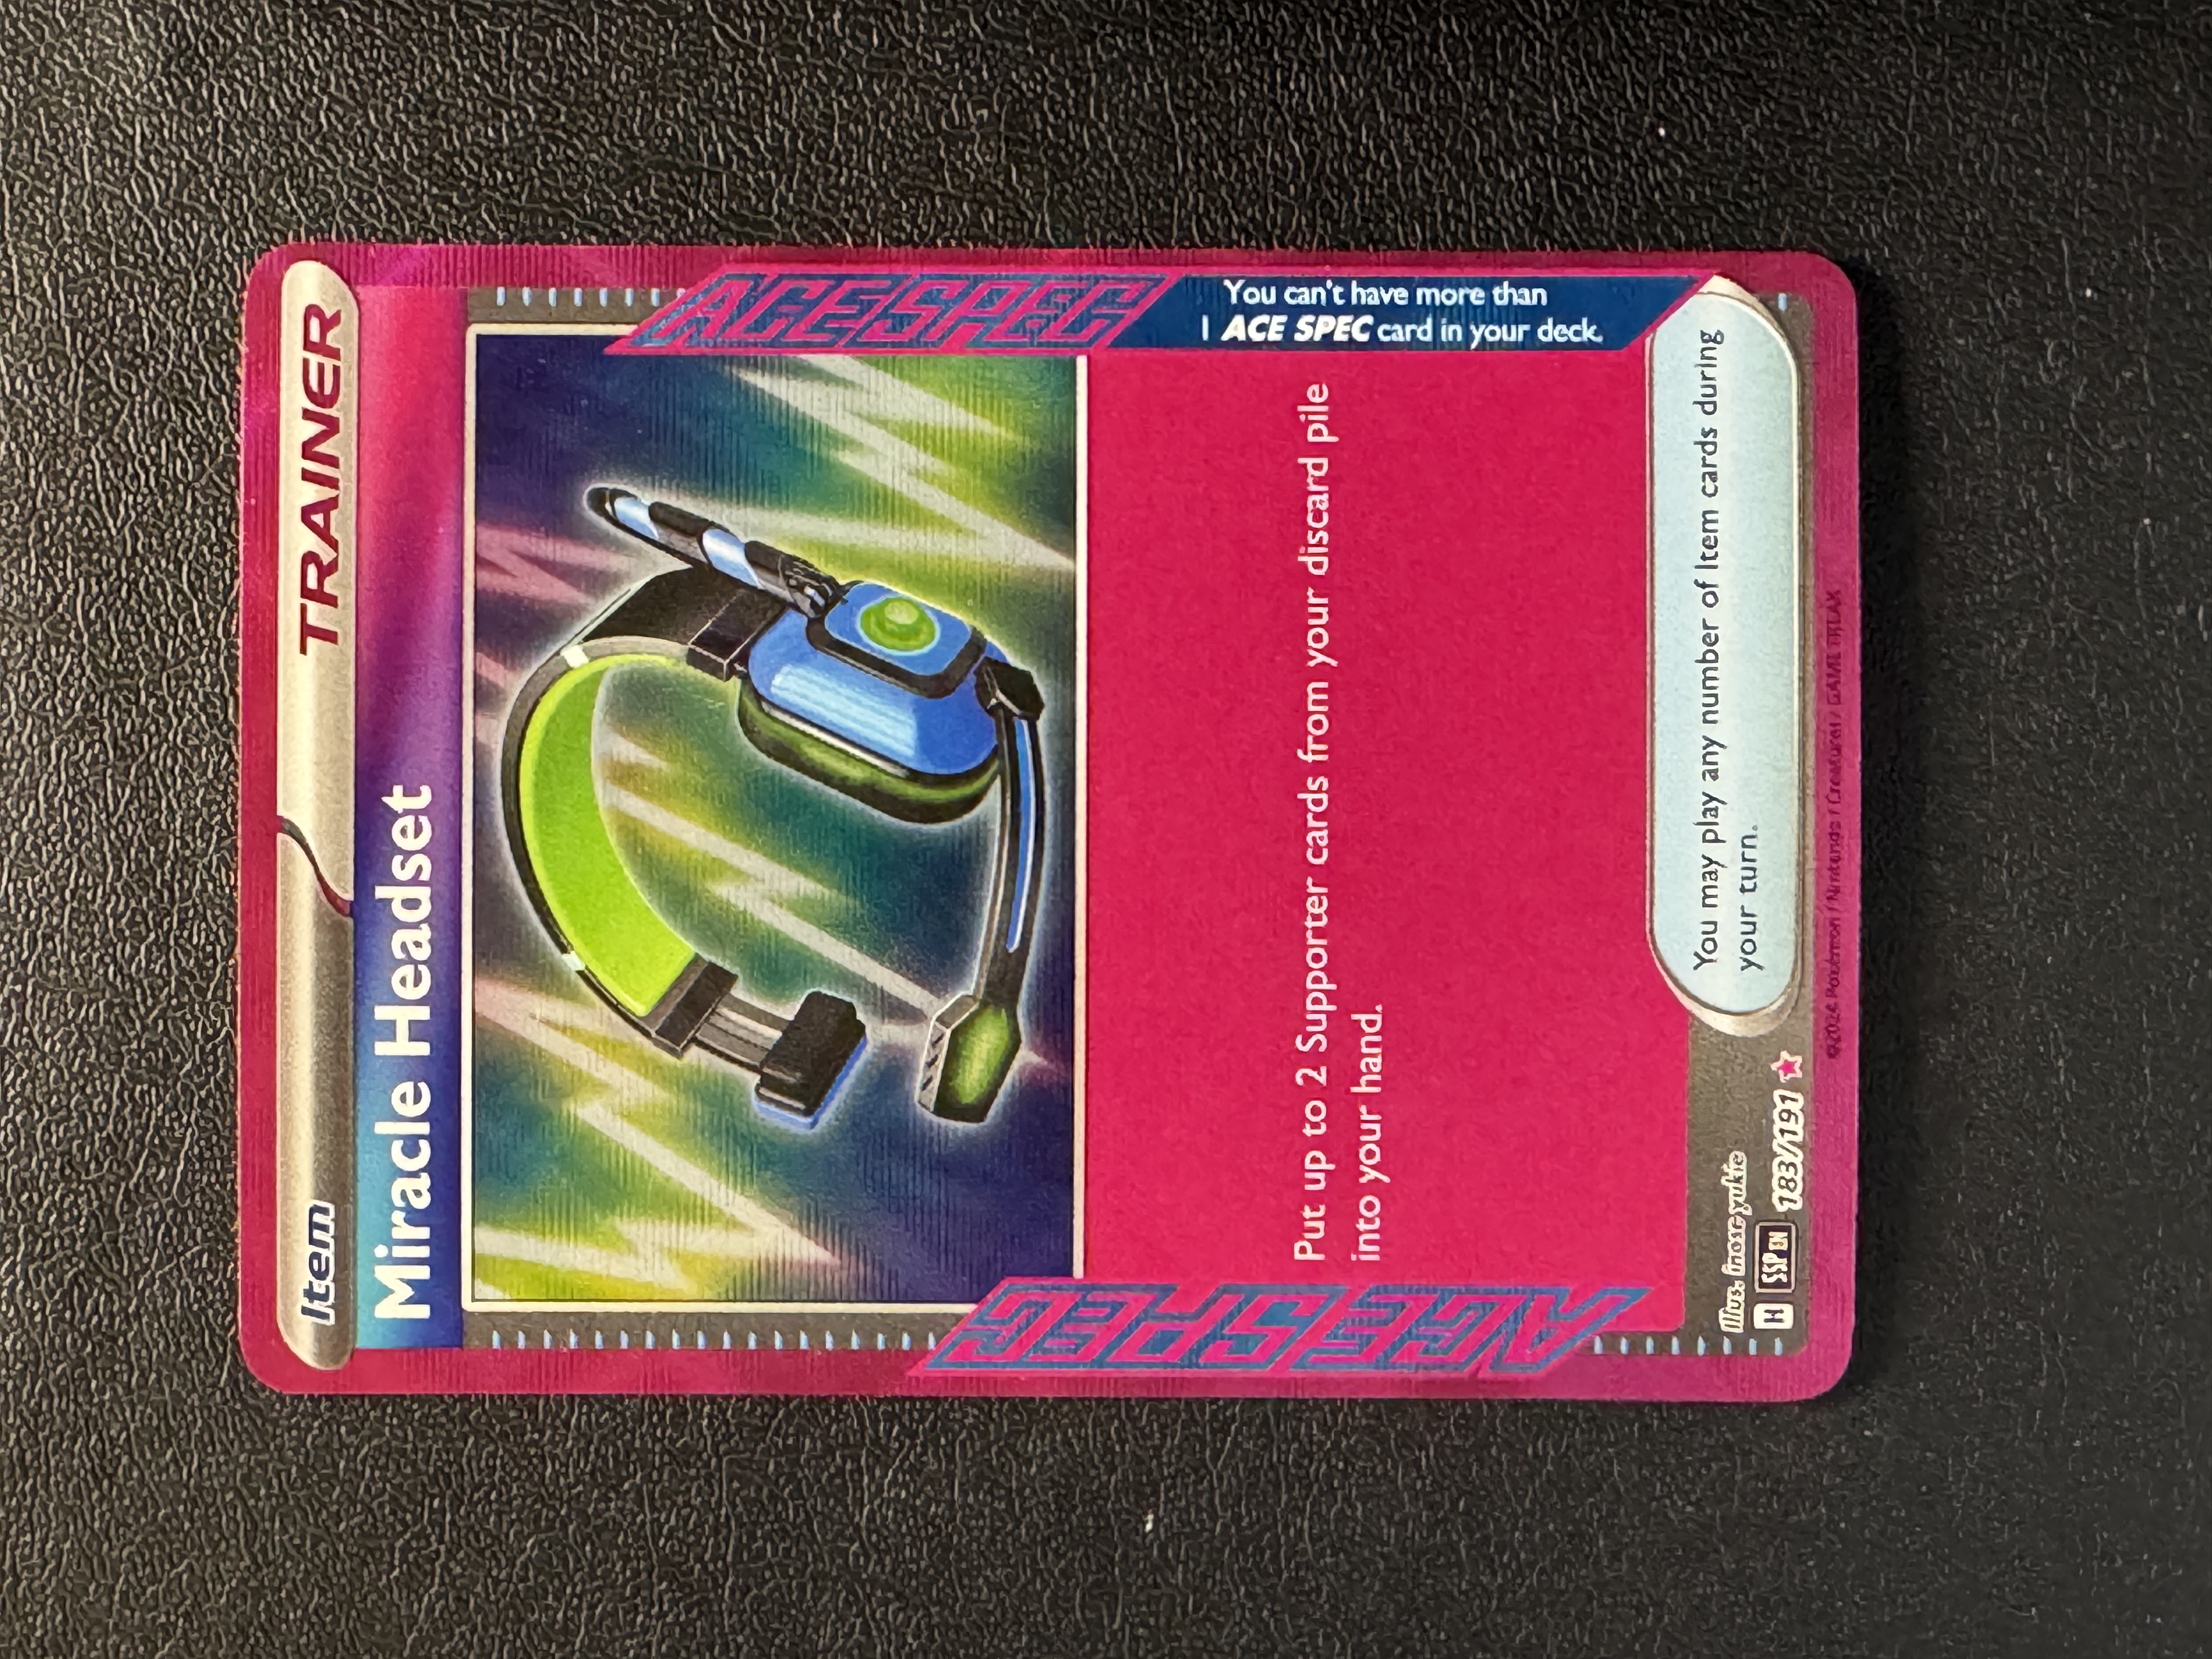 Item TRAINER
Miracle Headset
ACE SPEC
You can't have more than
1 ACE SPEC card in your deck.
Put up to 2 Supporter cards from your discard pile
into your hand.
ACE SPEC
You may play any number of Item cards during
your turn.
Illus. inose yukie
H SSP EN 183/191
©2024 Pokémon / Nintendo / Creatures / GAME FREAK